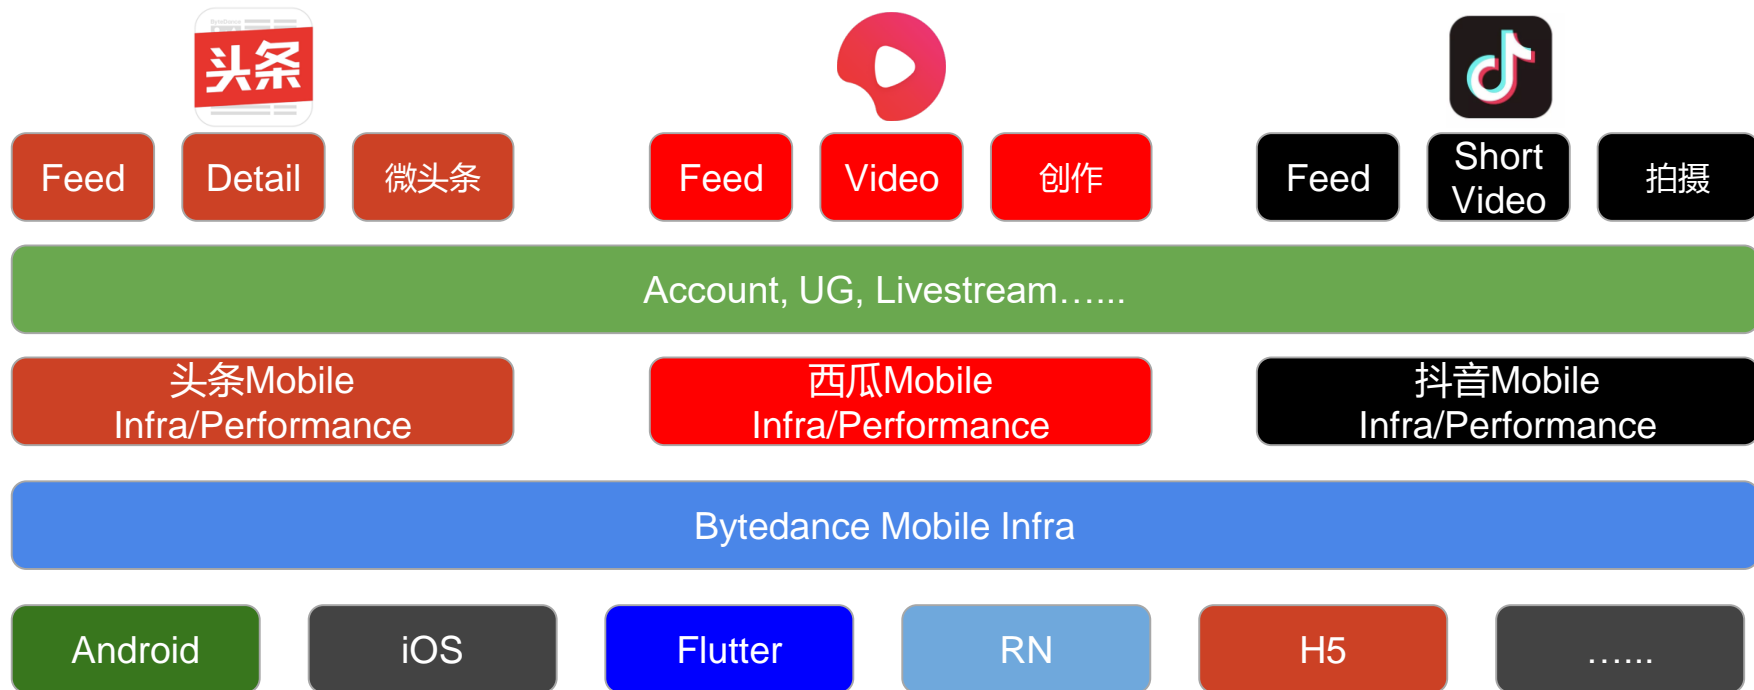 头条
Feed
Detail
微头条
Feed
Video
创作
Feed
Short
Video
拍摄
Account, UG, Livestream…...
头条Mobile
Infra/Performance
西瓜Mobile
Infra/Performance
抖音Mobile
Infra/Performance
Bytedance Mobile Infra
Android
iOS
Flutter
RN
H5
…...